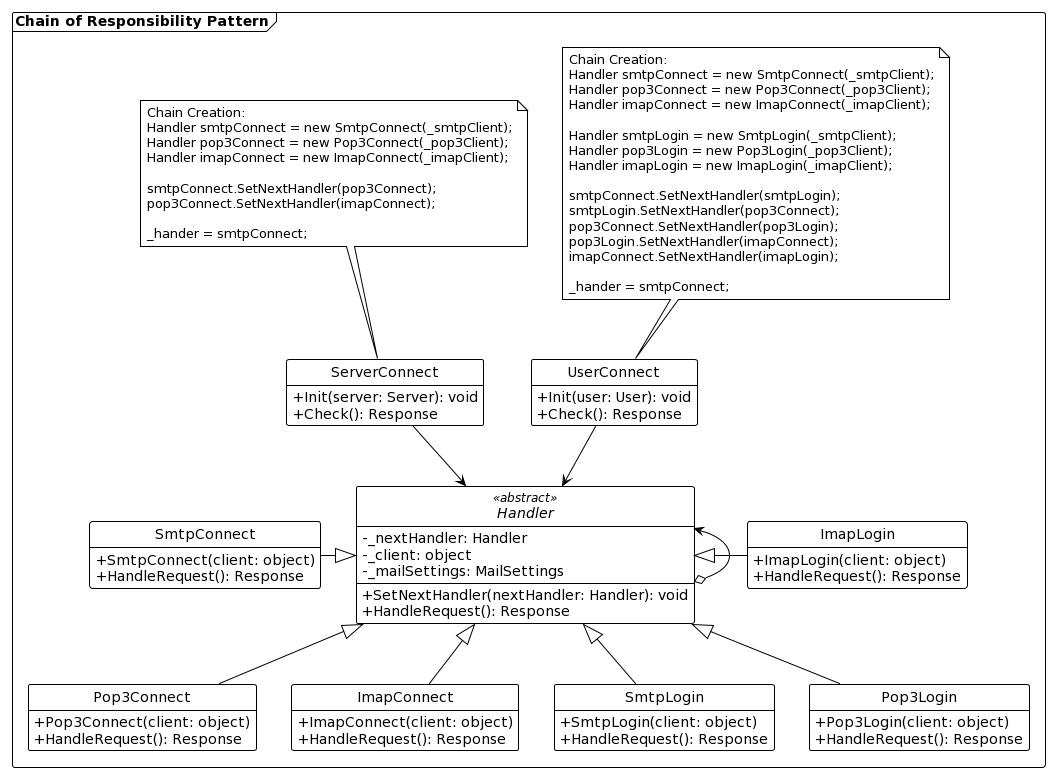 Chain of Responsibility Pattern
Chain Creation:
Handler smtpConnect = new SmtpConnect(_smtpClient);
Handler pop3Connect = new Pop3Connect(_pop3Client);
Handler imapConnect = new ImapConnect(_imapClient);
smtpConnect.SetNextHandler(pop3Connect);
pop3Connect.SetNextHandler(imapConnect);
_hander = smtpConnect;
Chain Creation:
Handler smtpConnect = new SmtpConnect(_smtpClient);
Handler pop3Connect = new Pop3Connect(_pop3Client);
Handler imapConnect = new ImapConnect(_imapClient);
Handler smtpLogin = new SmtpLogin(_smtpClient);
Handler pop3Login = new Pop3Login(_pop3Client);
Handler imapLogin = new ImapLogin(_imapClient);
smtpConnect.SetNextHandler(smtpLogin);
smtpLogin.SetNextHandler(pop3Connect);
pop3Connect.SetNextHandler(pop3Login);
pop3Login.SetNextHandler(imapConnect);
imapConnect.SetNextHandler(imapLogin);
_hander = smtpConnect;
ServerConnect
+Init(server: Server): void
+Check(): Response
UserConnect
+Init(user: User): void
+Check(): Response
SmtpConnect
+SmtpConnect(client: object)
+HandleRequest(): Response
«abstract»
Handler
-_nextHandler: Handler
-_client: object
-_mailSettings: MailSettings
+SetNextHandler(nextHandler: Handler): void
+HandleRequest(): Response
ImapLogin
+ImapLogin(client: object)
+HandleRequest(): Response
Pop3Connect
+Pop3Connect(client: object)
+HandleRequest(): Response
ImapConnect
+ImapConnect(client: object)
+HandleRequest(): Response
SmtpLogin
+SmtpLogin(client: object)
+HandleRequest(): Response
Pop3Login
+Pop3Login(client: object)
+HandleRequest(): Response